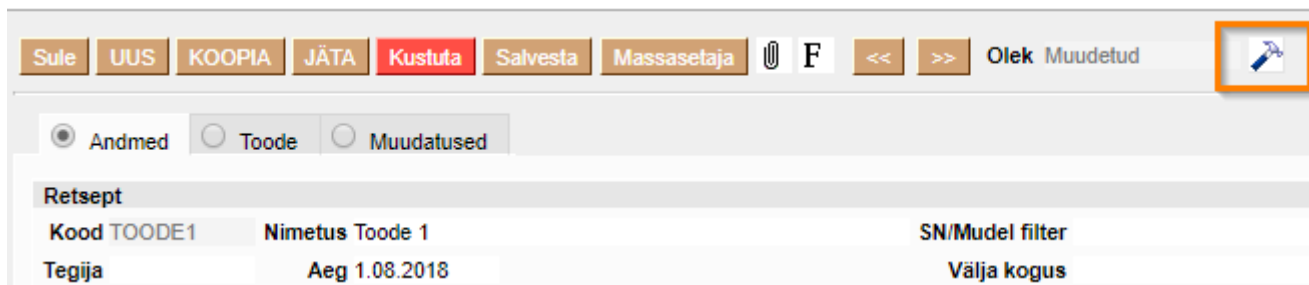 Sule UUS KOOPIA JÄTA Kustuta Salvesta Massasetaja F << >> Olek Muudetud
Andmed Toode Muudatused
Retsept
Kood TOODE1 Nimetus Toode 1 SN/Mudel filter
Tegija Aeg 1.08.2018 Välja kogus